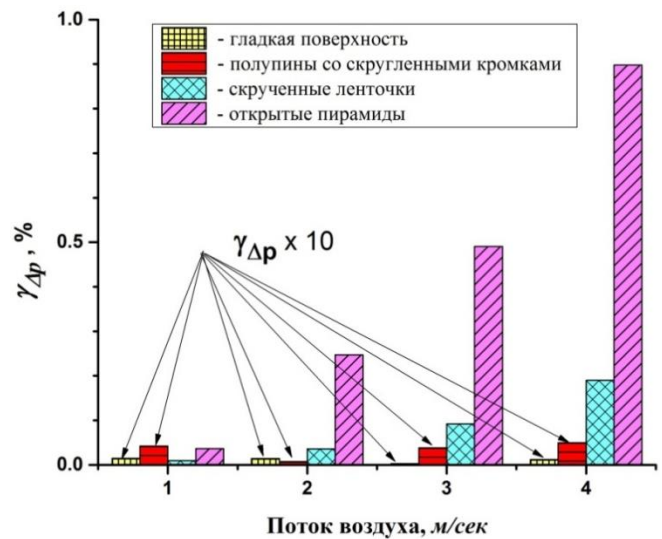 1.0
- гладкая поверхность
- полупины со скругленными кромками
- скрученные ленточки
- открытые пирамиды
0.5
γΔp x 10
γΔp , %
0.0
1 2 3 4
Поток воздуха, м/сек